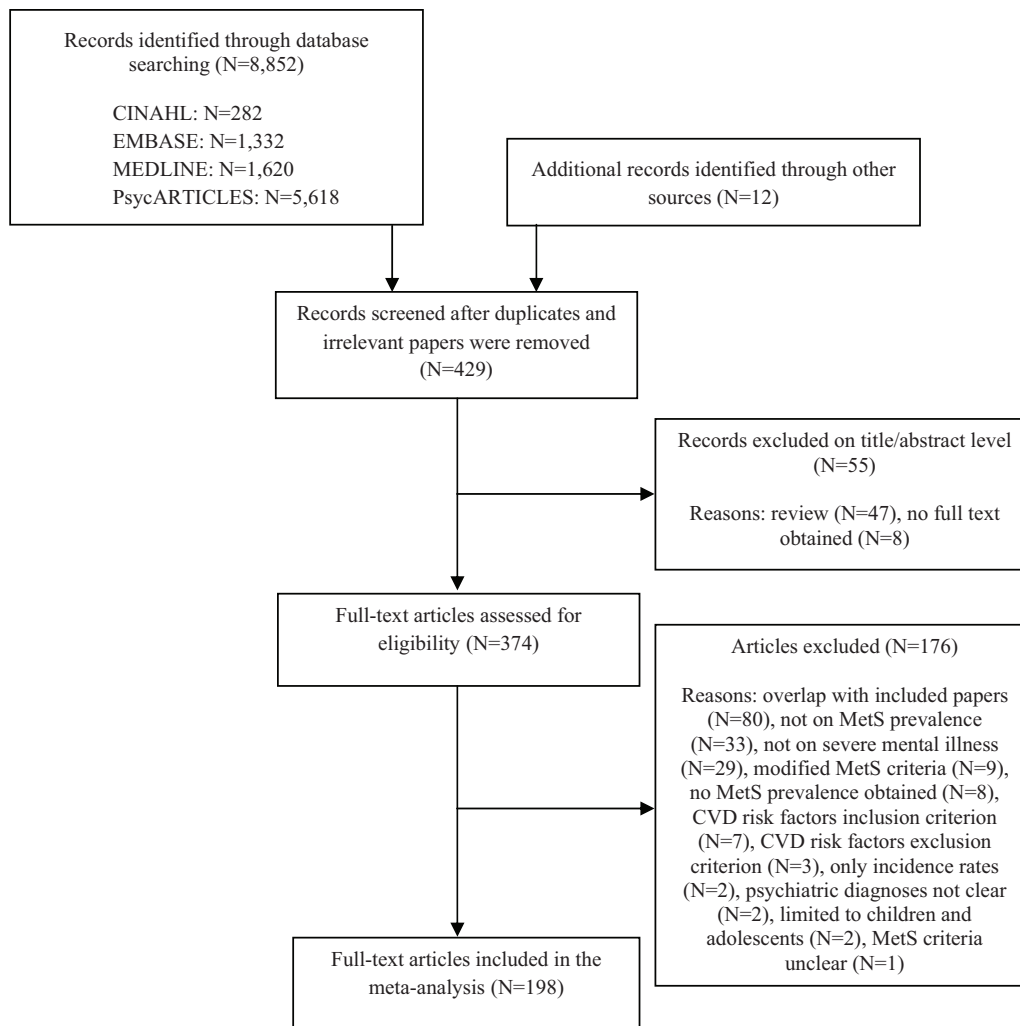 Records identified through database
searching (N=8,852)
CINAHL: N=282
EMBASE: N=1,332
MEDLINE: N=1,620
PsycARTICLES: N=5,618
Additional records identified through other
sources (N=12)
Records screened after duplicates and
irrelevant papers were removed
(N=429)
Records excluded on title/abstract level
(N=55)
Reasons: review (N=47), no full text
obtained (N=8)
Full-text articles assessed for
eligibility (N=374)
Articles excluded (N=176)
Reasons: overlap with included papers
(N=80), not on MetS prevalence
(N=33), not on severe mental illness
(N=29), modified MetS criteria (N=9),
no MetS prevalence obtained (N=8),
CVD risk factors inclusion criterion
(N=7), CVD risk factors exclusion
criterion (N=3), only incidence rates
(N=2), psychiatric diagnoses not clear
(N=2), limited to children and
adolescents (N=2), MetS criteria
unclear (N=1)
Full-text articles included in the
meta-analysis (N=198)